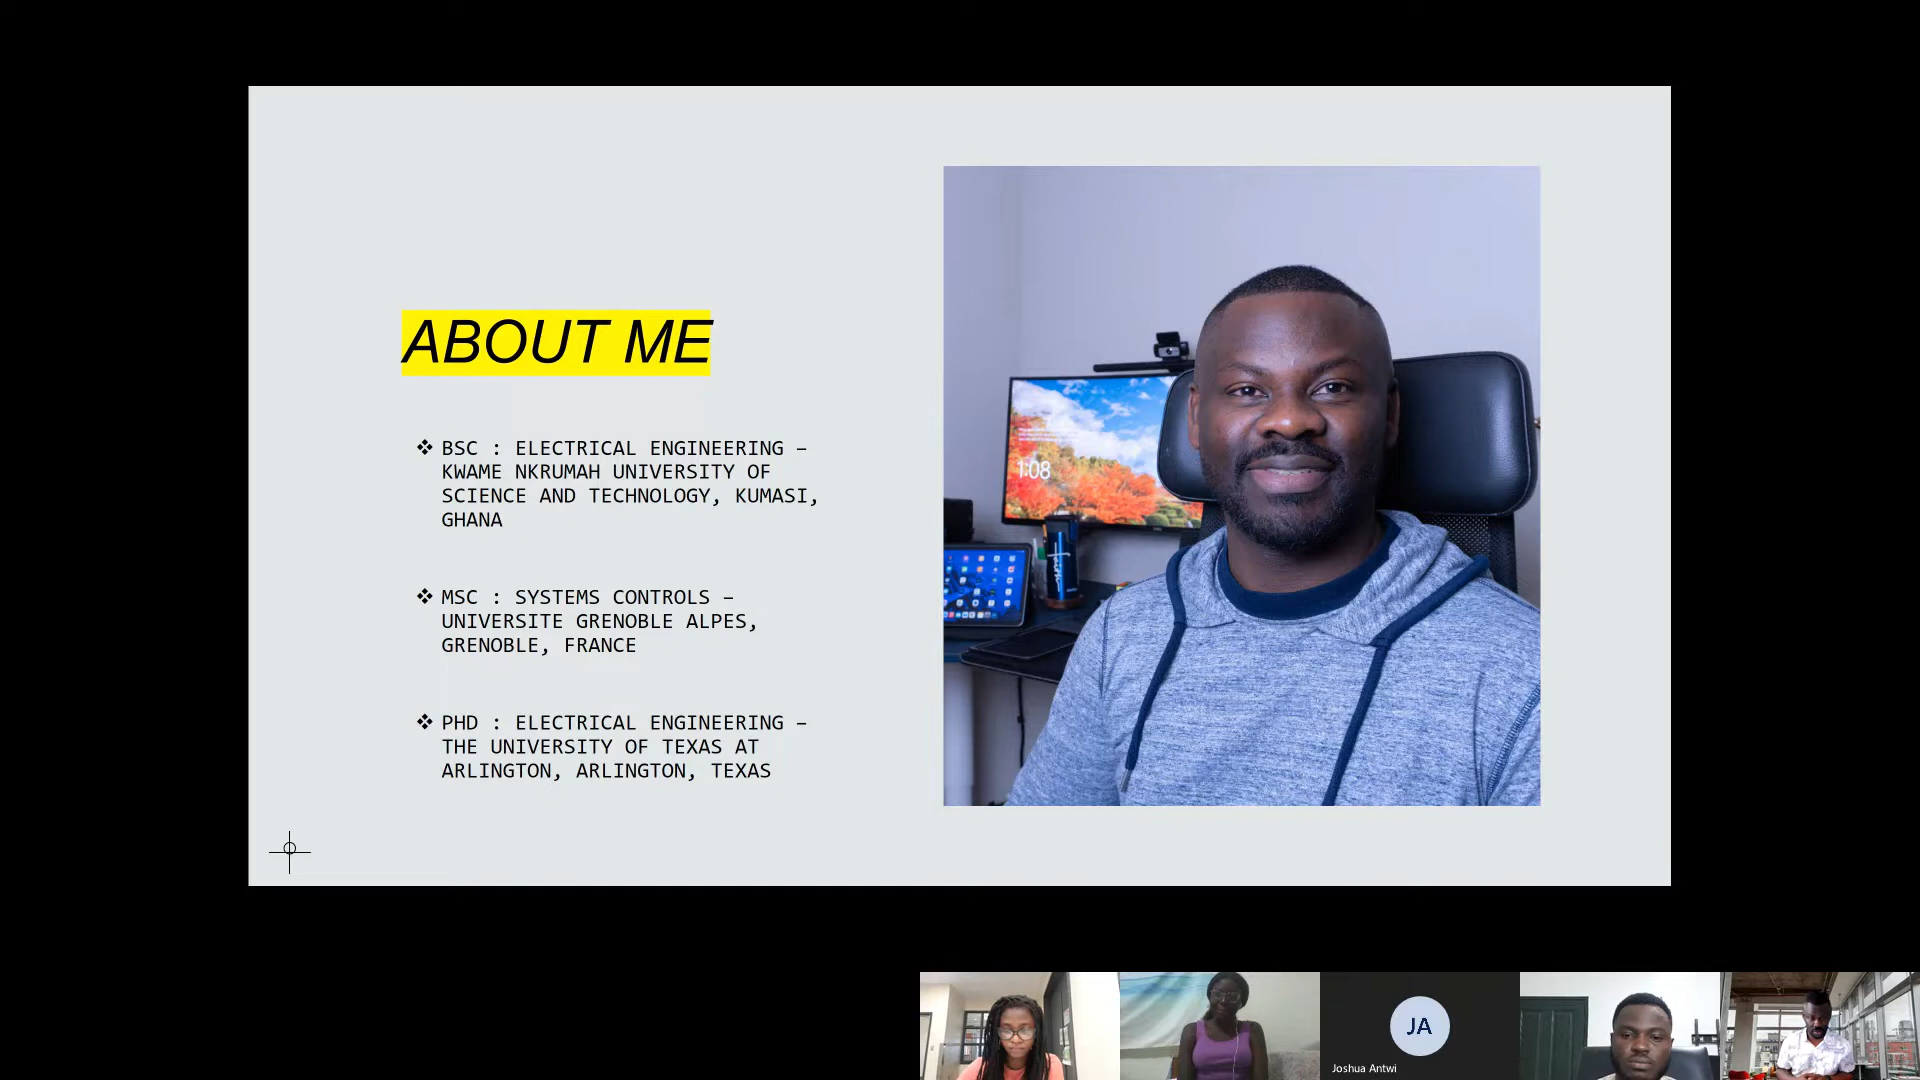 ABOUT ME
❖ BSC : ELECTRICAL ENGINEERING –
KWAME NKRUMAH UNIVERSITY OF
SCIENCE AND TECHNOLOGY, KUMASI,
GHANA
❖ MSC : SYSTEMS CONTROLS –
UNIVERSITE GRENOBLE ALPES,
GRENOBLE, FRANCE
❖ PHD : ELECTRICAL ENGINEERING –
THE UNIVERSITY OF TEXAS AT
ARLINGTON, ARLINGTON, TEXAS
1:08
JA
Joshua Antwi